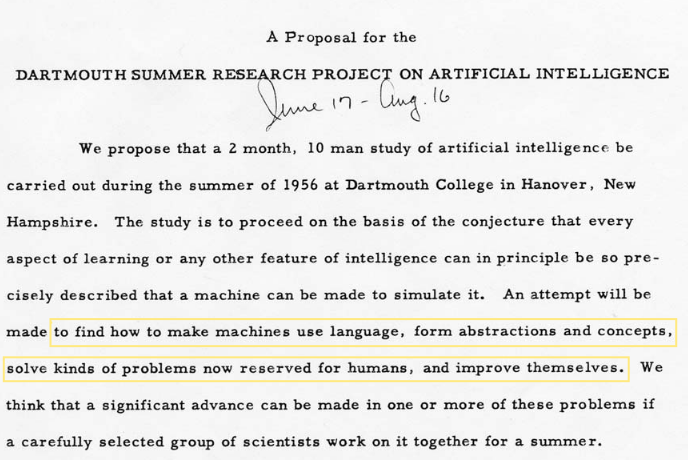 A Proposal for the
DARTMOUTH SUMMER RESEARCH PROJECT ON ARTIFICIAL INTELLIGENCE
June 17 - Aug. 16
We propose that a 2 month, 10 man study of artificial intelligence be
carried out during the summer of 1956 at Dartmouth College in Hanover, New
Hampshire. The study is to proceed on the basis of the conjecture that every
aspect of learning or any other feature of intelligence can in principle be so pre-
cisely described that a machine can be made to simulate it. An attempt will be
made to find how to make machines use language, form abstractions and concepts,
solve kinds of problems now reserved for humans, and improve themselves. We
think that a significant advance can be made in one or more of these problems if
a carefully selected group of scientists work on it together for a summer.